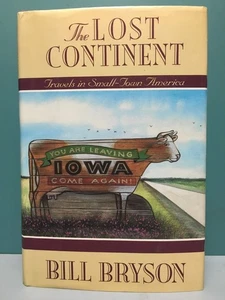 The LOST
CONTINENT
Travels in Small-Town America
YOU ARE LEAVING
IOWA
COME AGAIN!
BILL BRYSON